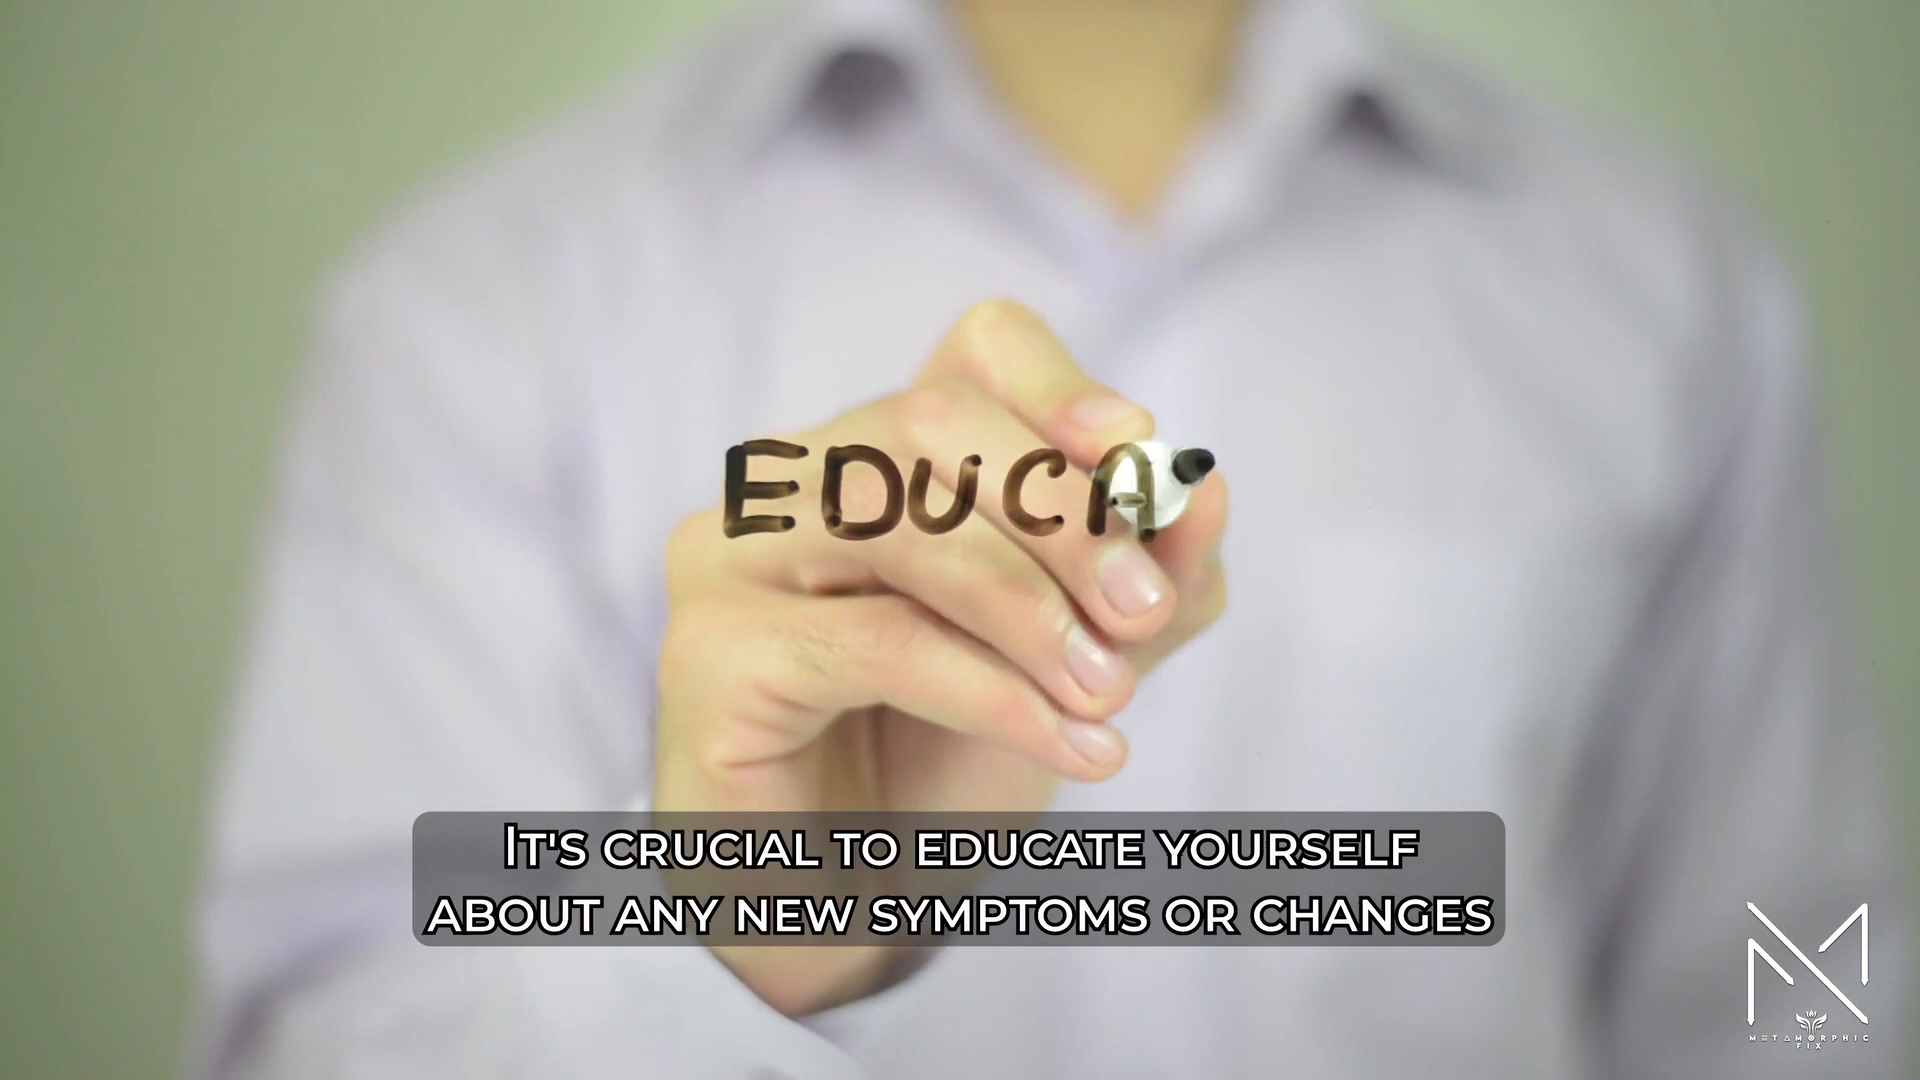 EDUCA
IT'S CRUCIAL TO EDUCATE YOURSELF
ABOUT ANY NEW SYMPTOMS OR CHANGES
METAMORPHIC
FIX